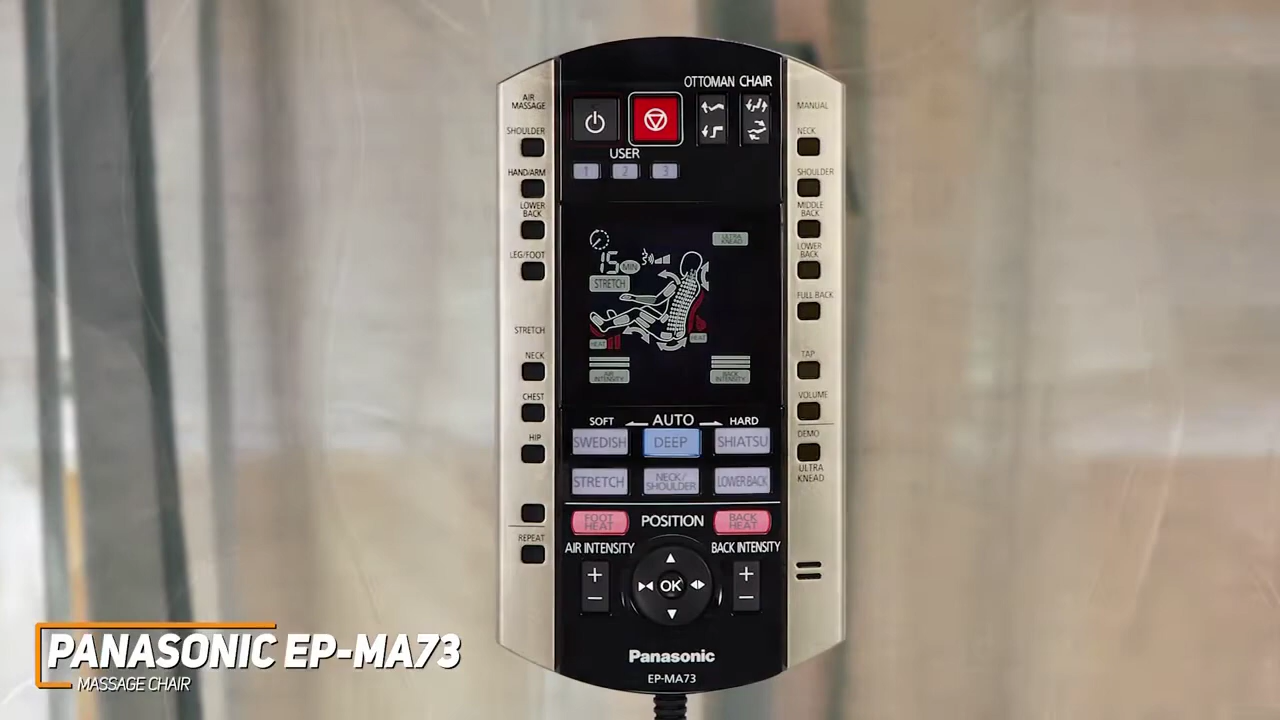 OTTOMAN CHAIR
AIR
MASSAGE
SHOULDER
HAND/ARM
LOWER
BACK
LEG/FOOT
STRETCH
NECK
CHEST
HIP
REPEAT
USER
1 2 3
15 MIN
STRETCH
ULTRA
KNEAD
HEAT
HEAT
AIR
INTENSITY
BACK
INTENSITY
SOFT AUTO HARD
SWEDISH DEEP SHIATSU
STRETCH
NECK/
SHOULDER
LOWER BACK
FOOT
HEAT
POSITION
BACK
HEAT
AIR INTENSITY
BACK INTENSITY
+
−
OK
+
−
Panasonic
EP-MA73
MANUAL
NECK
SHOULDER
MIDDLE
BACK
LOWER
BACK
FULL BACK
TAP
VOLUME
DEMO
ULTRA
KNEAD
PANASONIC EP-MA73
MASSAGE CHAIR